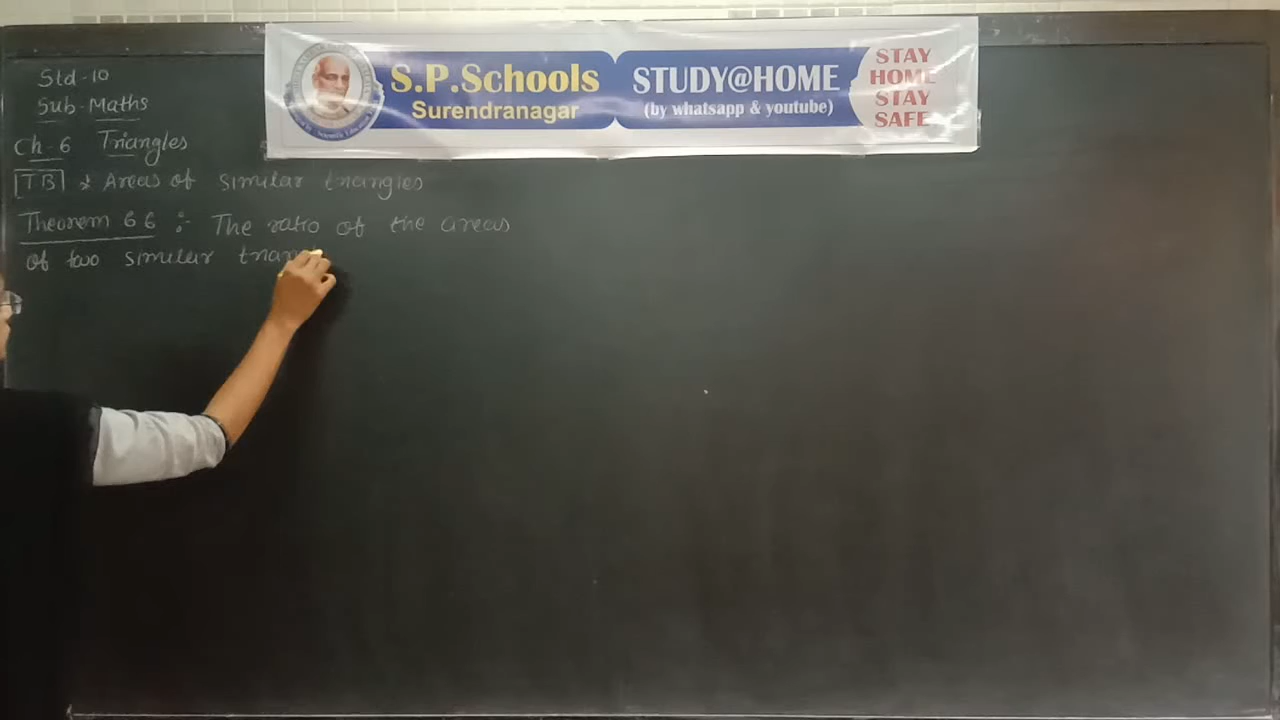 S.P.Schools
Surendranagar
STUDY@HOME
(by whatsapp & youtube)
STAY
HOME
STAY
SAFE
Std-10
Sub-Maths
Ch-6 Triangles
TB * Areas of similar triangles
Theorem 6 6 :- The ratio of the areas
of two similar